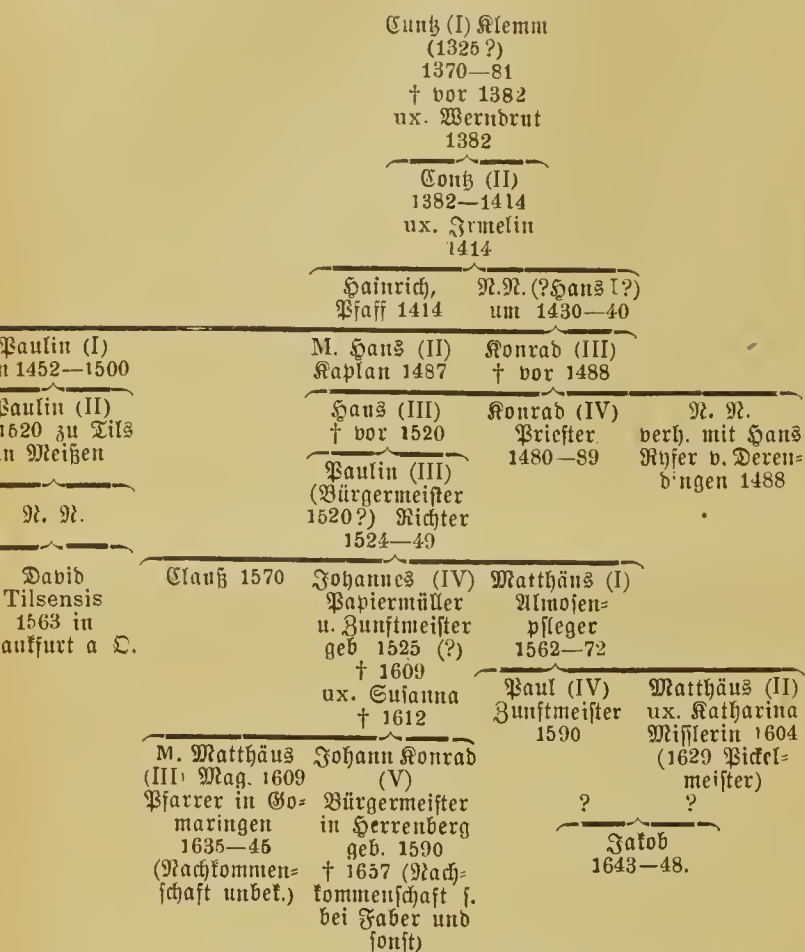 Cuntz (I) Klemm
(1325?)
1370—81
† vor 1382
ux. Werndrut
1382
Contz (II)
1382—1414
ux. Irmelin
1414
Hainrich,
Pfaff 1414
N.N. (?Hans I?)
um 1430—40
Paulin (I)
1452—1500
M. Hans (II)
Kaplan 1487
Konrad (III)
† vor 1488
Paulin (II)
1520 zu Tils
in Meißen
Hans (III)
† vor 1520
Konrad (IV)
Priester
1480—89
N. N.
verh. mit Hans
Ryfer v. Deren=
dingen 1488
N. N.
Paulin (III)
(Bürgermeister
1520?) Richter
1524—49
David
Tilsensis
1563 in
a O.
Clauß 1570
Johannes (IV)
Papiermüller
u. Zunftmeister
geb 1525 (?)
† 1609
ux. Susanna
† 1612
Matthäus (I)
Almosen=
pfleger
1562—72
Paul (IV)
Zunftmeister
1590
?
Matthäus (II)
ux. Katharina
Misslerin 1604
(1629 Pickel=
meister)
?
M. Matthäus
(III) Mag. 1609
Pfarrer in Go=
maringen
1635—45
(Nachkommen=
schaft unbek.)
Johann Konrad
(V)
Bürgermeister
in Herrenberg
geb. 1590
† 1657 (Nach=
kommenschaft s.
bei Faber und
sonst)
Jakob
1643—48.